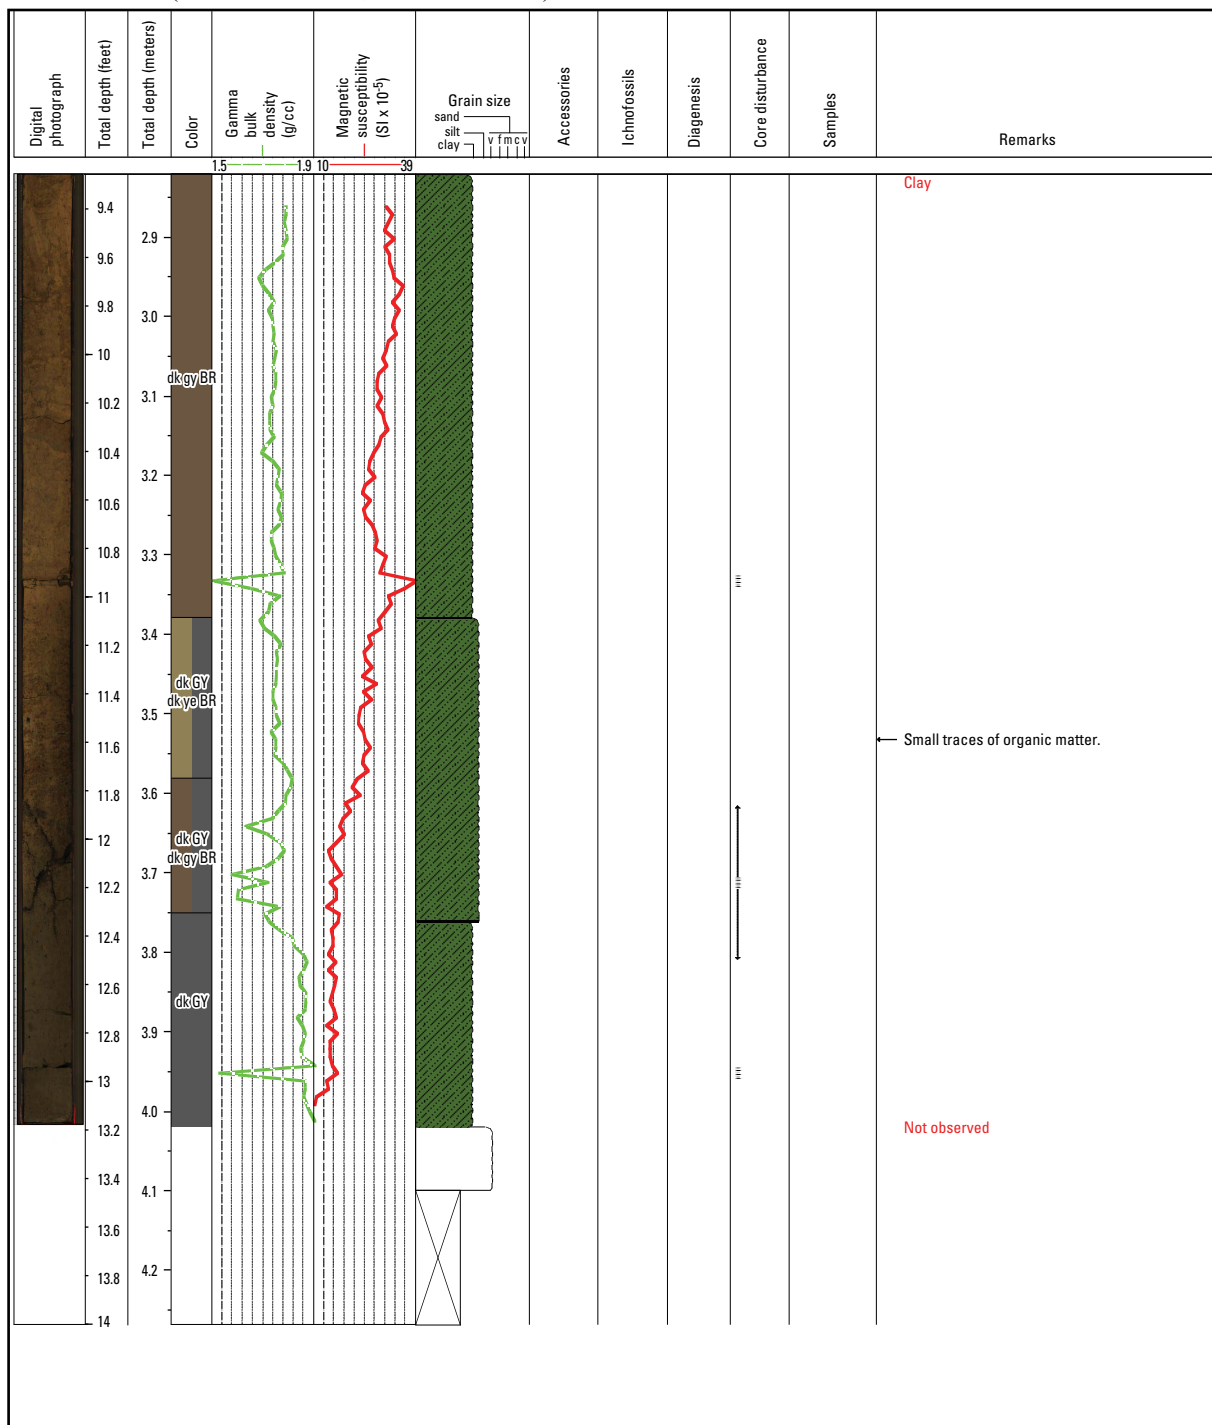 Digital
photograph
Total depth (feet)
Total depth (meters)
Color
Gamma
bulk
density
(g/cc)
Magnetic
susceptibility
(SI x 10-5)
Grain size
sand
silt
clay
v f m c v
Accessories
Ichnofossils
Diagenesis
Core disturbance
Samples
Remarks
1.5 1.9 10 39
Clay
9.4
2.9
9.6
9.8
3.0
10
dk gy BR
3.1
10.2
10.4
3.2
10.6
10.8
3.3
11
3.4
11.2
dk GY
11.4
dk ye BR
3.5
Small traces of organic matter.
11.6
11.8
3.6
12
dk GY
dk gy BR
3.7
12.2
12.4
3.8
12.6
dk GY
12.8
3.9
13
4.0
13.2
Not observed
13.4
4.1
13.6
4.2
13.8
14